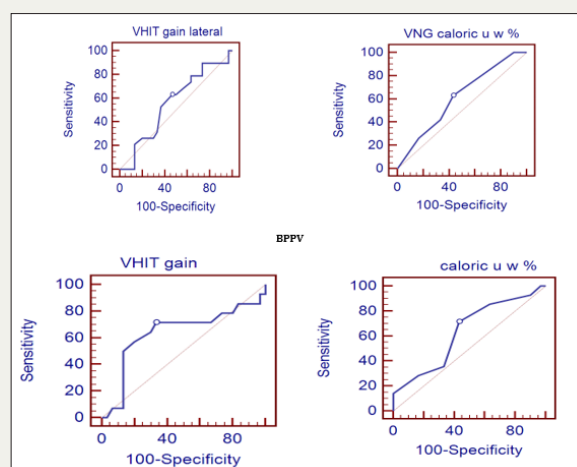 VHIT gain lateral
100
80
60
40
20
0
Sensitivity
0 40 80
100-Specificity
VNG caloric u w %
100
80
60
40
20
0
Sensitivity
0 40 80
100-Specificity
BPPV
VHIT gain
100
80
60
40
20
0
Sensitivity
0 40 80
100-Specificity
caloric u w %
100
80
60
40
20
0
Sensitivity
0 40 80
100-Specificity